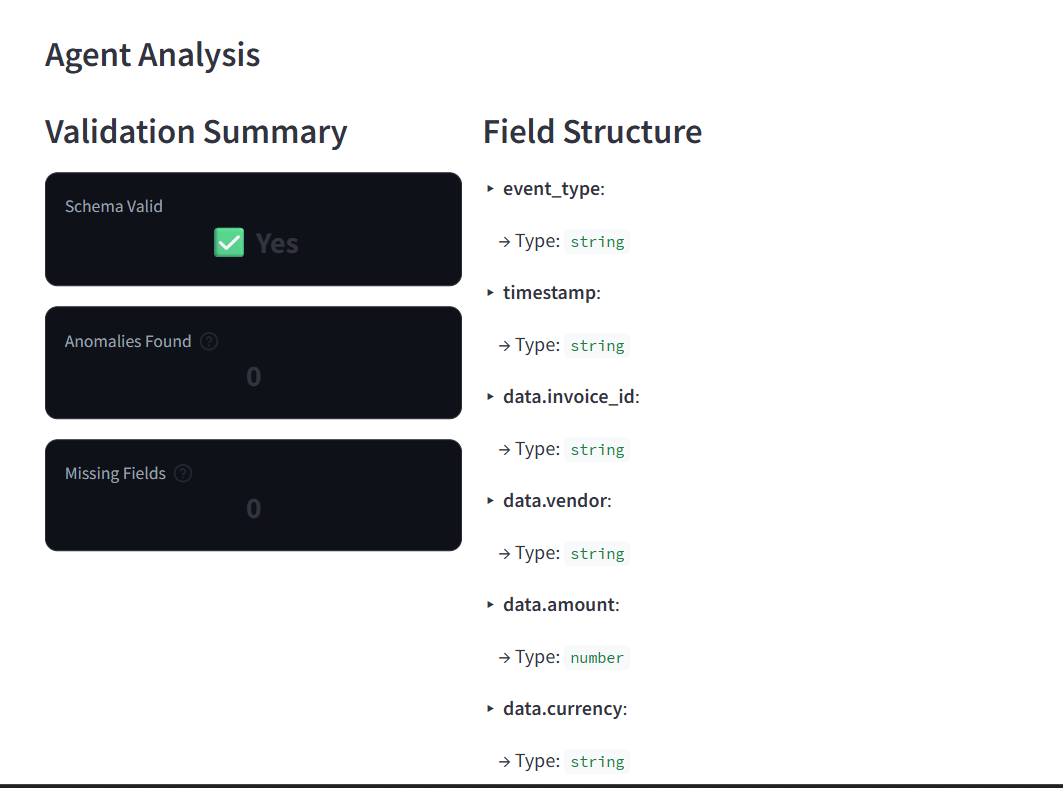 Agent Analysis
Validation Summary
Schema Valid
✅ Yes
Anomalies Found ?
0
Missing Fields ?
0
Field Structure
‣ event_type:
→ Type: string
‣ timestamp:
→ Type: string
‣ data.invoice_id:
→ Type: string
‣ data.vendor:
→ Type: string
‣ data.amount:
→ Type: number
‣ data.currency:
→ Type: string